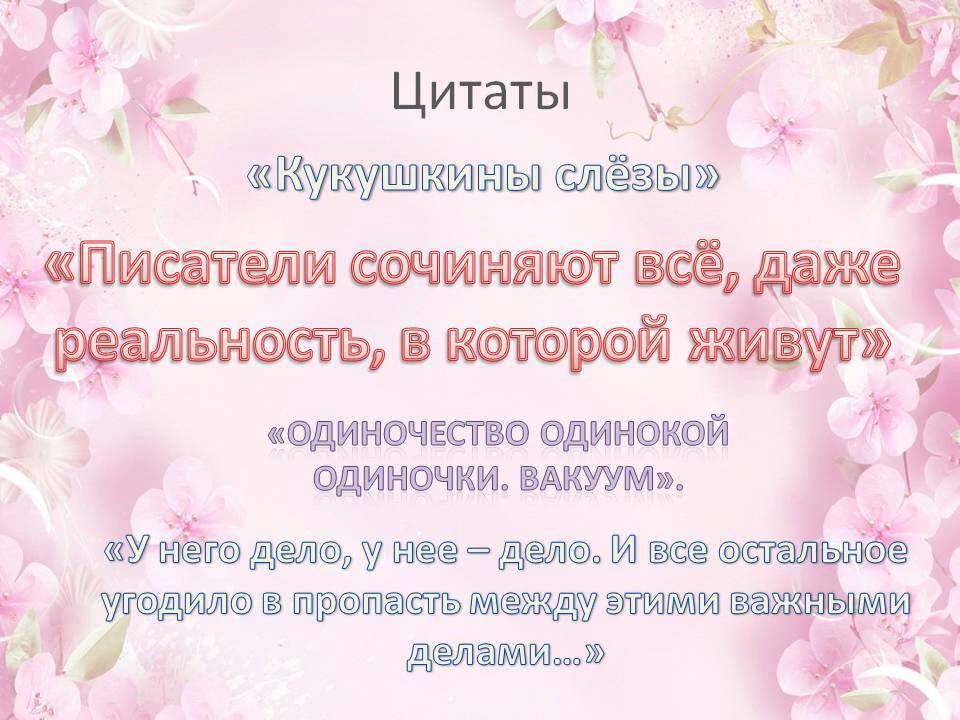 Цитаты
«Кукушкины слёзы»
«Писатели сочиняют всё, даже
реальность, в которой живут»
«ОДИНОЧЕСТВО ОДИНОКОЙ
ОДИНОЧКИ. ВАКУУМ».
«У него дело, у нее – дело. И все остальное
угодило в пропасть между этими важными
делами…»